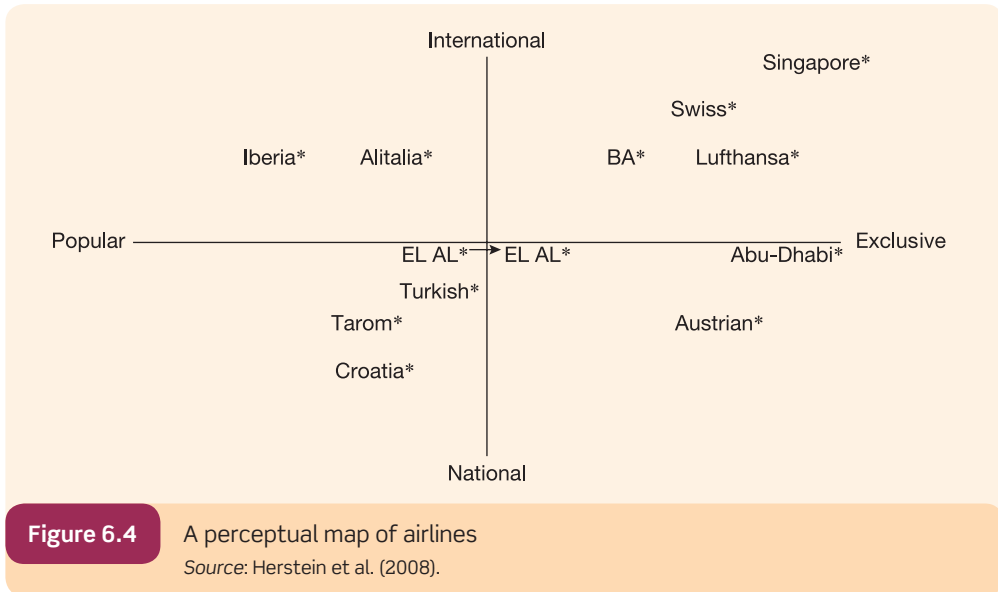 International
Singapore*
Swiss*
Iberia* Alitalia* BA* Lufthansa*
Popular Exclusive
EL AL* EL AL* Abu-Dhabi*
Turkish*
Tarom* Austrian*
Croatia*
National
Figure 6.4 A perceptual map of airlines
Source: Herstein et al. (2008).